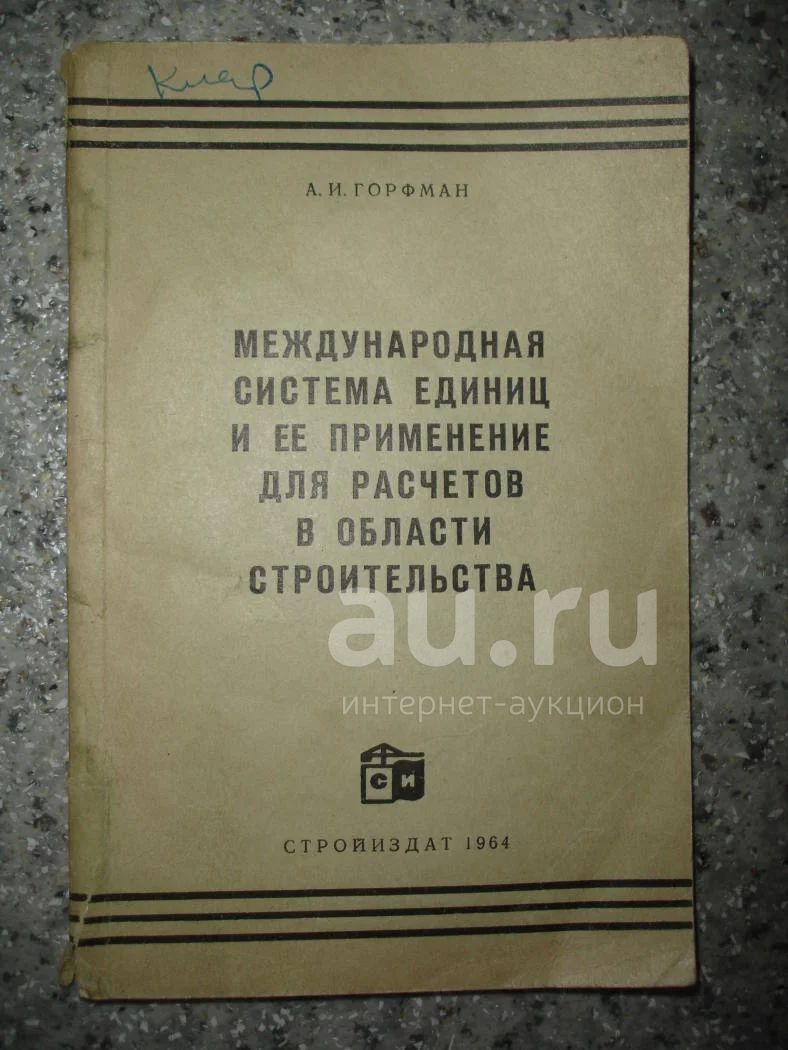 Клар
А. И. ГОРФМАН
МЕЖДУНАРОДНАЯ
СИСТЕМА ЕДИНИЦ
И ЕЕ ПРИМЕНЕНИЕ
ДЛЯ РАСЧЕТОВ
В ОБЛАСТИ
СТРОИТЕЛЬСТВА
au.ru
интернет-аукцион
СИ
СТРОЙИЗДАТ 1964